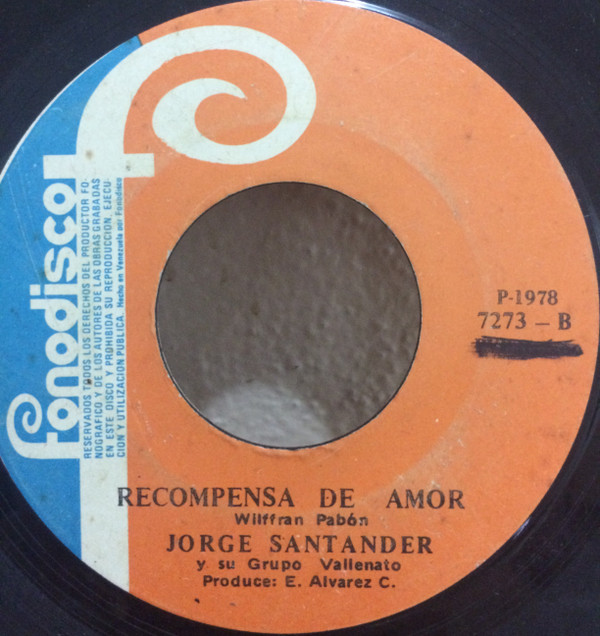 fonodisco
RESERVADOS TODOS LOS DERECHOS DEL PRODUCTOR FO-
NOGRAFICO Y DE LOS AUTORES DE LAS OBRAS GRABADAS
EN ESTE DISCO Y PROHIBIDA SU REPRODUCCION, EJECU-
CION Y UTILIZACION PUBLICA. Hecho en Venezuela por Fonodisco
P-1978
7273 - B
RECOMPENSA DE AMOR
Wilffran Pabón
JORGE SANTANDER
y su Grupo Vallenato
Produce: E. Alvarez C.